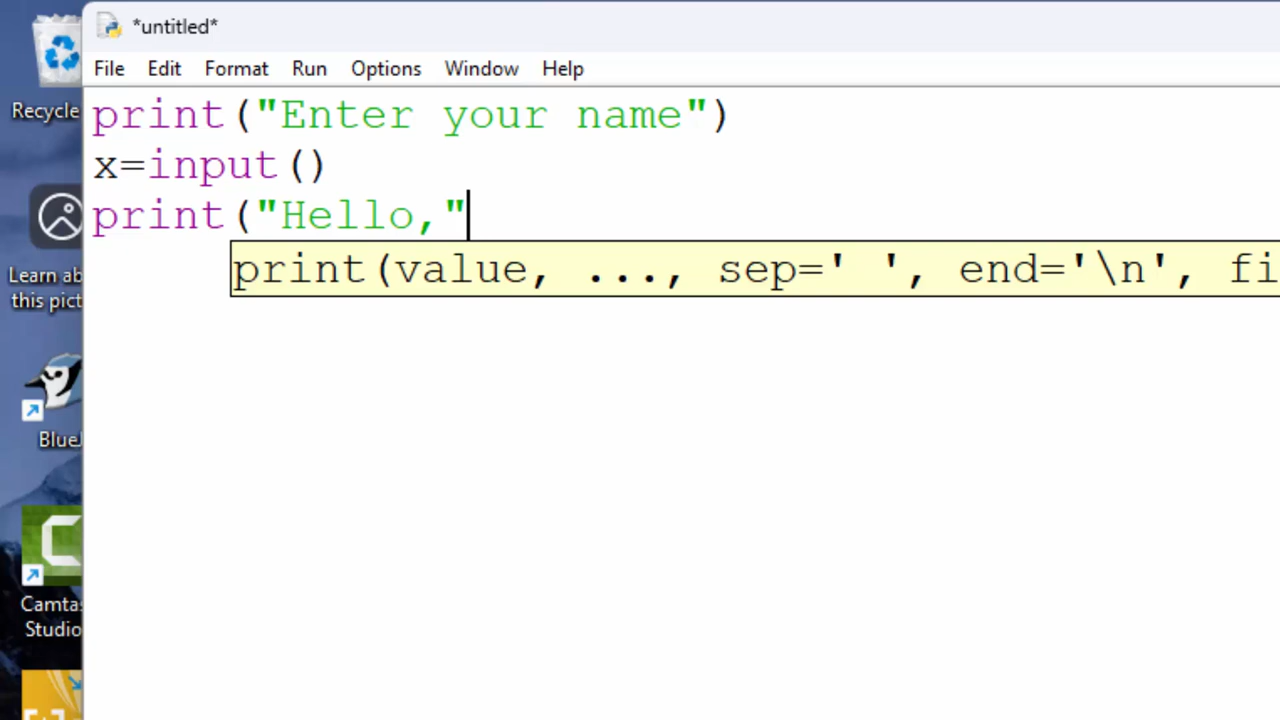 *untitled*
File Edit Format Run Options Window Help
print("Enter your name")
x=input()
print("Hello,"
print(value, ..., sep=' ', end='\n', fi
Recycle
Learn ab
this pict
BlueJ
Camtas
Studio